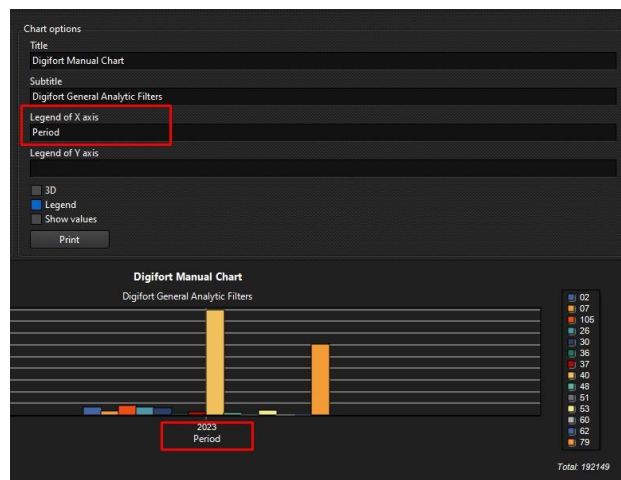 Chart options
Title
Digifort Manual Chart
Subtitle
Digifort General Analytic Filters
Legend of X axis
Period
Legend of Y axis
3D
Legend
Show values
Print
Digifort Manual Chart
Digifort General Analytic Filters
02
07
105
26
30
36
37
40
48
51
53
60
62
79
2023
Period
Total: 192149